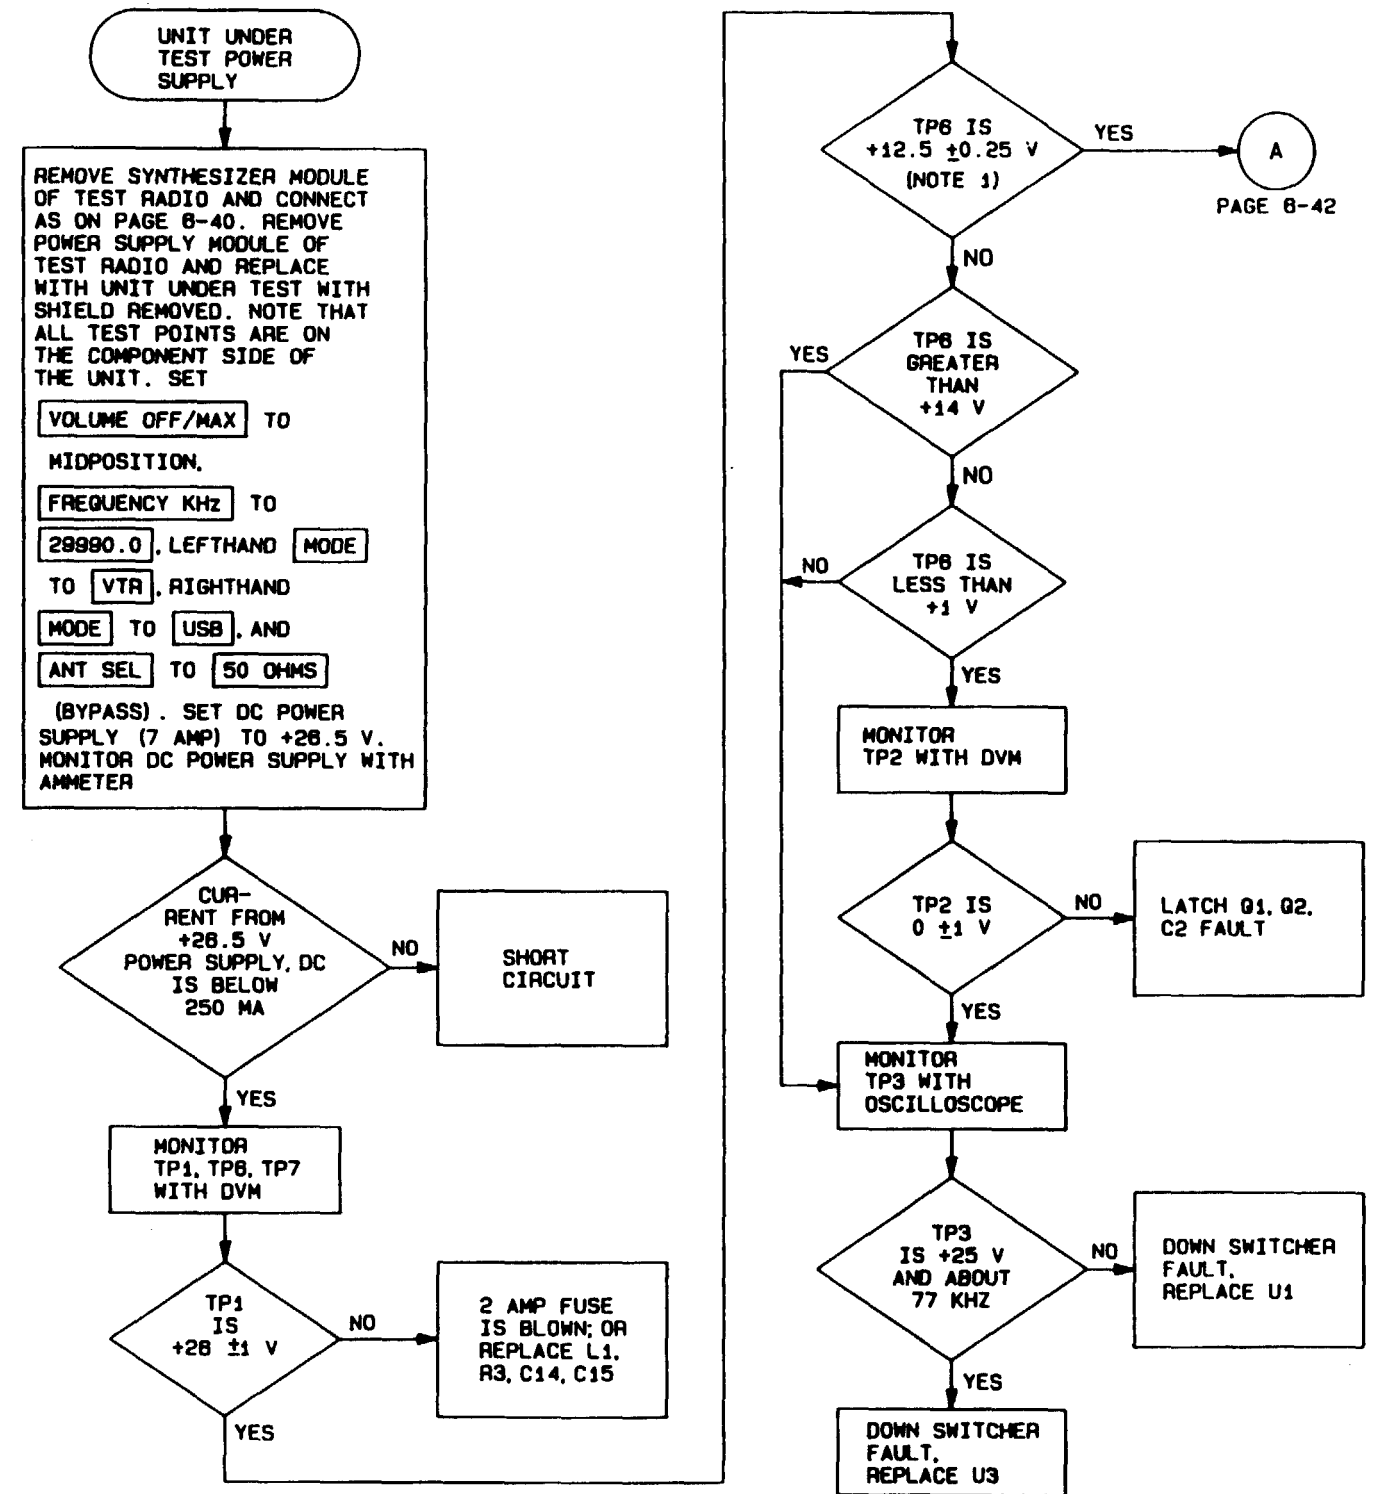 UNIT UNDER
TEST POWER
SUPPLY
REMOVE SYNTHESIZER MODULE
OF TEST RADIO AND CONNECT
AS ON PAGE 6-40. REMOVE
POWER SUPPLY MODULE OF
TEST RADIO AND REPLACE
WITH UNIT UNDER TEST WITH
SHIELD REMOVED. NOTE THAT
ALL TEST POINTS ARE ON
THE COMPONENT SIDE OF
THE UNIT. SET
VOLUME OFF/MAX TO
MIDPOSITION,
FREQUENCY KHz TO
29990.0, LEFTHAND MODE
TO VTR, RIGHTHAND
MODE TO USB, AND
ANT SEL TO 50 OHMS
(BYPASS). SET DC POWER
SUPPLY (7 AMP) TO +26.5 V.
MONITOR DC POWER SUPPLY WITH
AMMETER
CUR-
RENT FROM
+26.5 V
POWER SUPPLY, DC
IS BELOW
250 MA
NO
SHORT
CIRCUIT
YES
MONITOR
TP1, TP6, TP7
WITH DVM
TP1
IS
+26 ±1 V
NO
2 AMP FUSE
IS BLOWN; OR
REPLACE L1,
R3, C14, C15
YES
TP6 IS
+12.5 ±0.25 V
(NOTE 1)
YES
A
PAGE 6-42
NO
TP6 IS
GREATER
THAN
+14 V
YES
NO
TP6 IS
LESS THAN
+1 V
NO
YES
MONITOR
TP2 WITH DVM
TP2 IS
0 ±1 V
NO
LATCH Q1, Q2,
C2 FAULT
YES
MONITOR
TP3 WITH
OSCILLOSCOPE
TP3
IS +25 V
AND ABOUT
77 KHZ
NO
DOWN SWITCHER
FAULT,
REPLACE U1
YES
DOWN SWITCHER
FAULT,
REPLACE U3